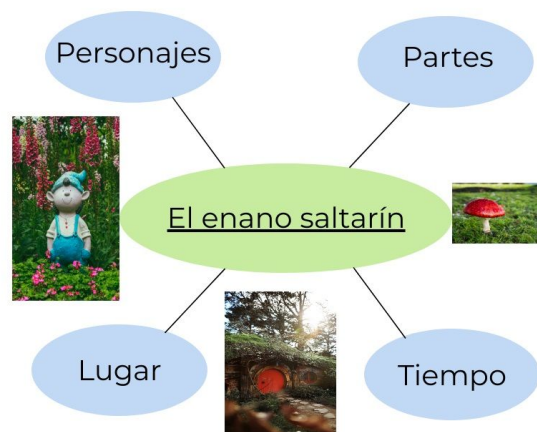 Personajes
Partes
El enano saltarín
Lugar
Tiempo